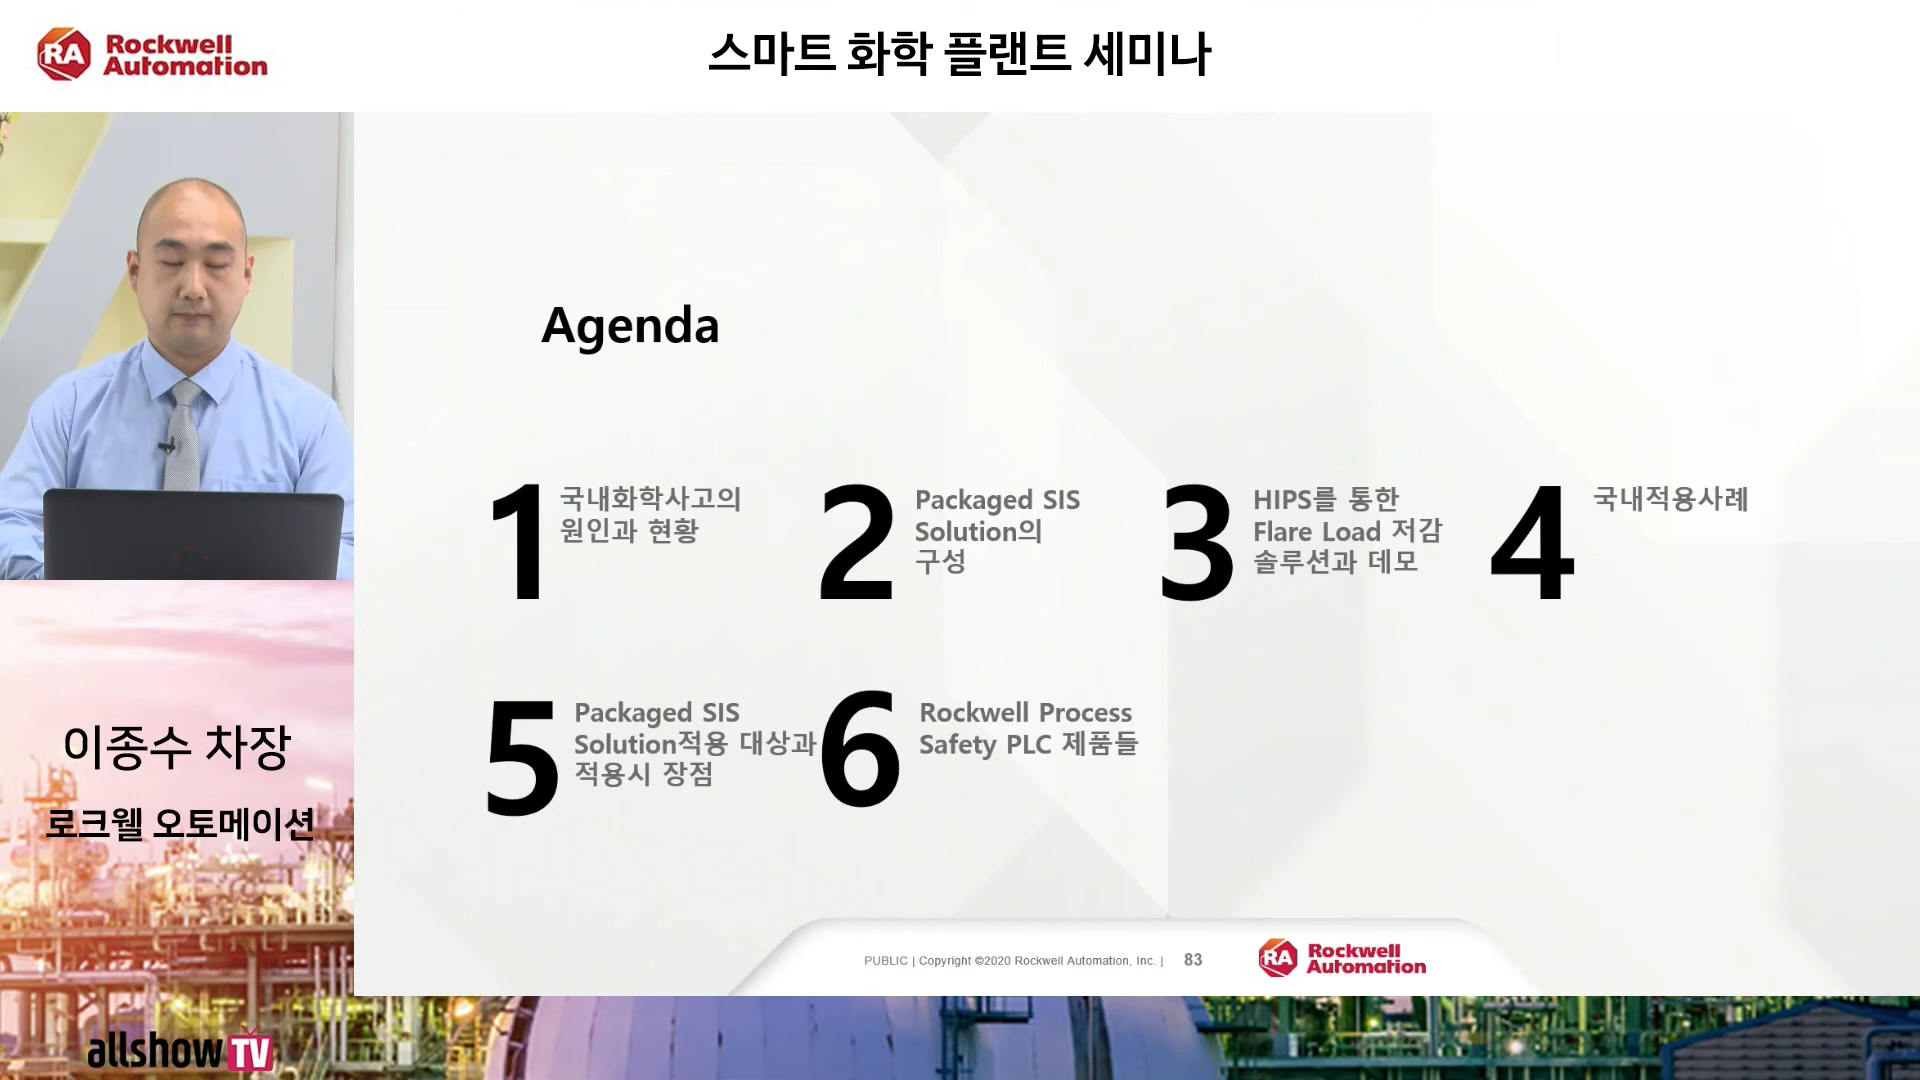 Rockwell
Automation
스마트 화학 플랜트 세미나
Agenda
1
국내화학사고의
원인과 현황
2
Packaged SIS
Solution의
구성
3
HIPS를 통한
Flare Load 저감
솔루션과 데모
4
국내적용사례
5
Packaged SIS
Solution적용 대상과
적용시 장점
6
Rockwell Process
Safety PLC 제품들
이종수 차장
로크웰 오토메이션
PUBLIC | Copyright ©2020 Rockwell Automation, Inc. | 83
RA Rockwell
Automation
allshow TV